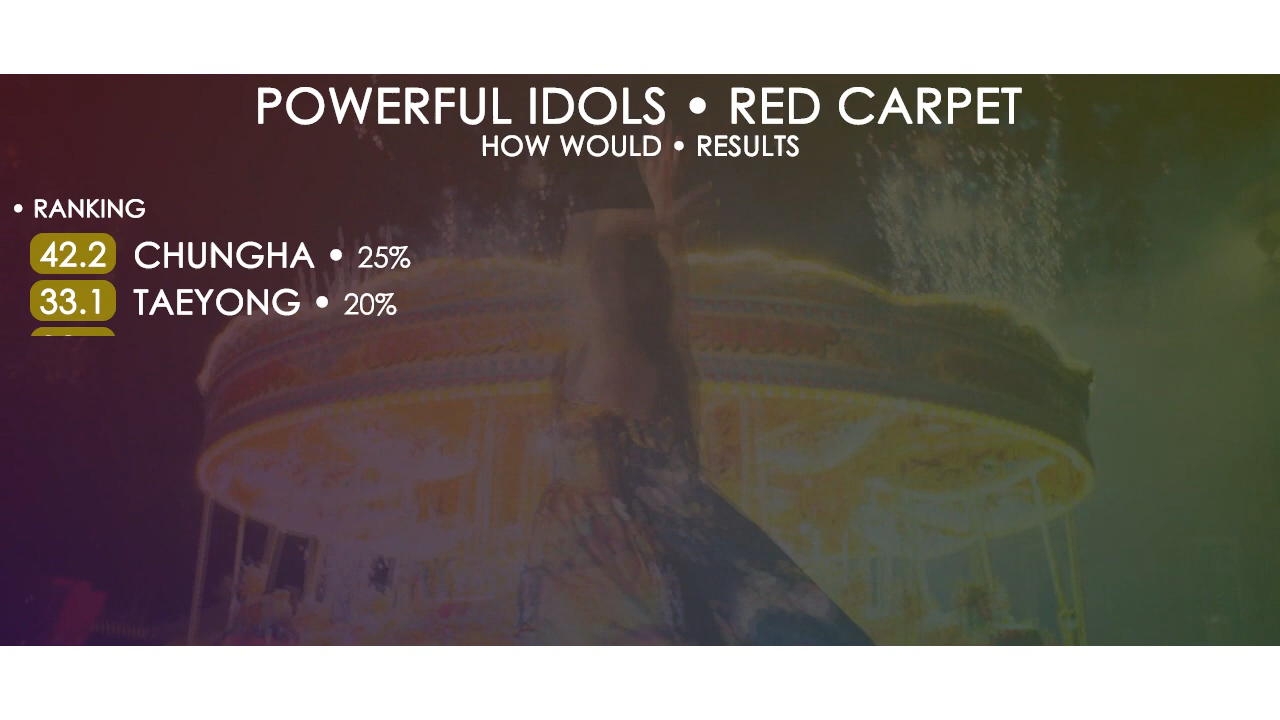 POWERFUL IDOLS • RED CARPET
HOW WOULD • RESULTS
• RANKING
42.2 CHUNGHA • 25%
33.1 TAEYONG • 20%